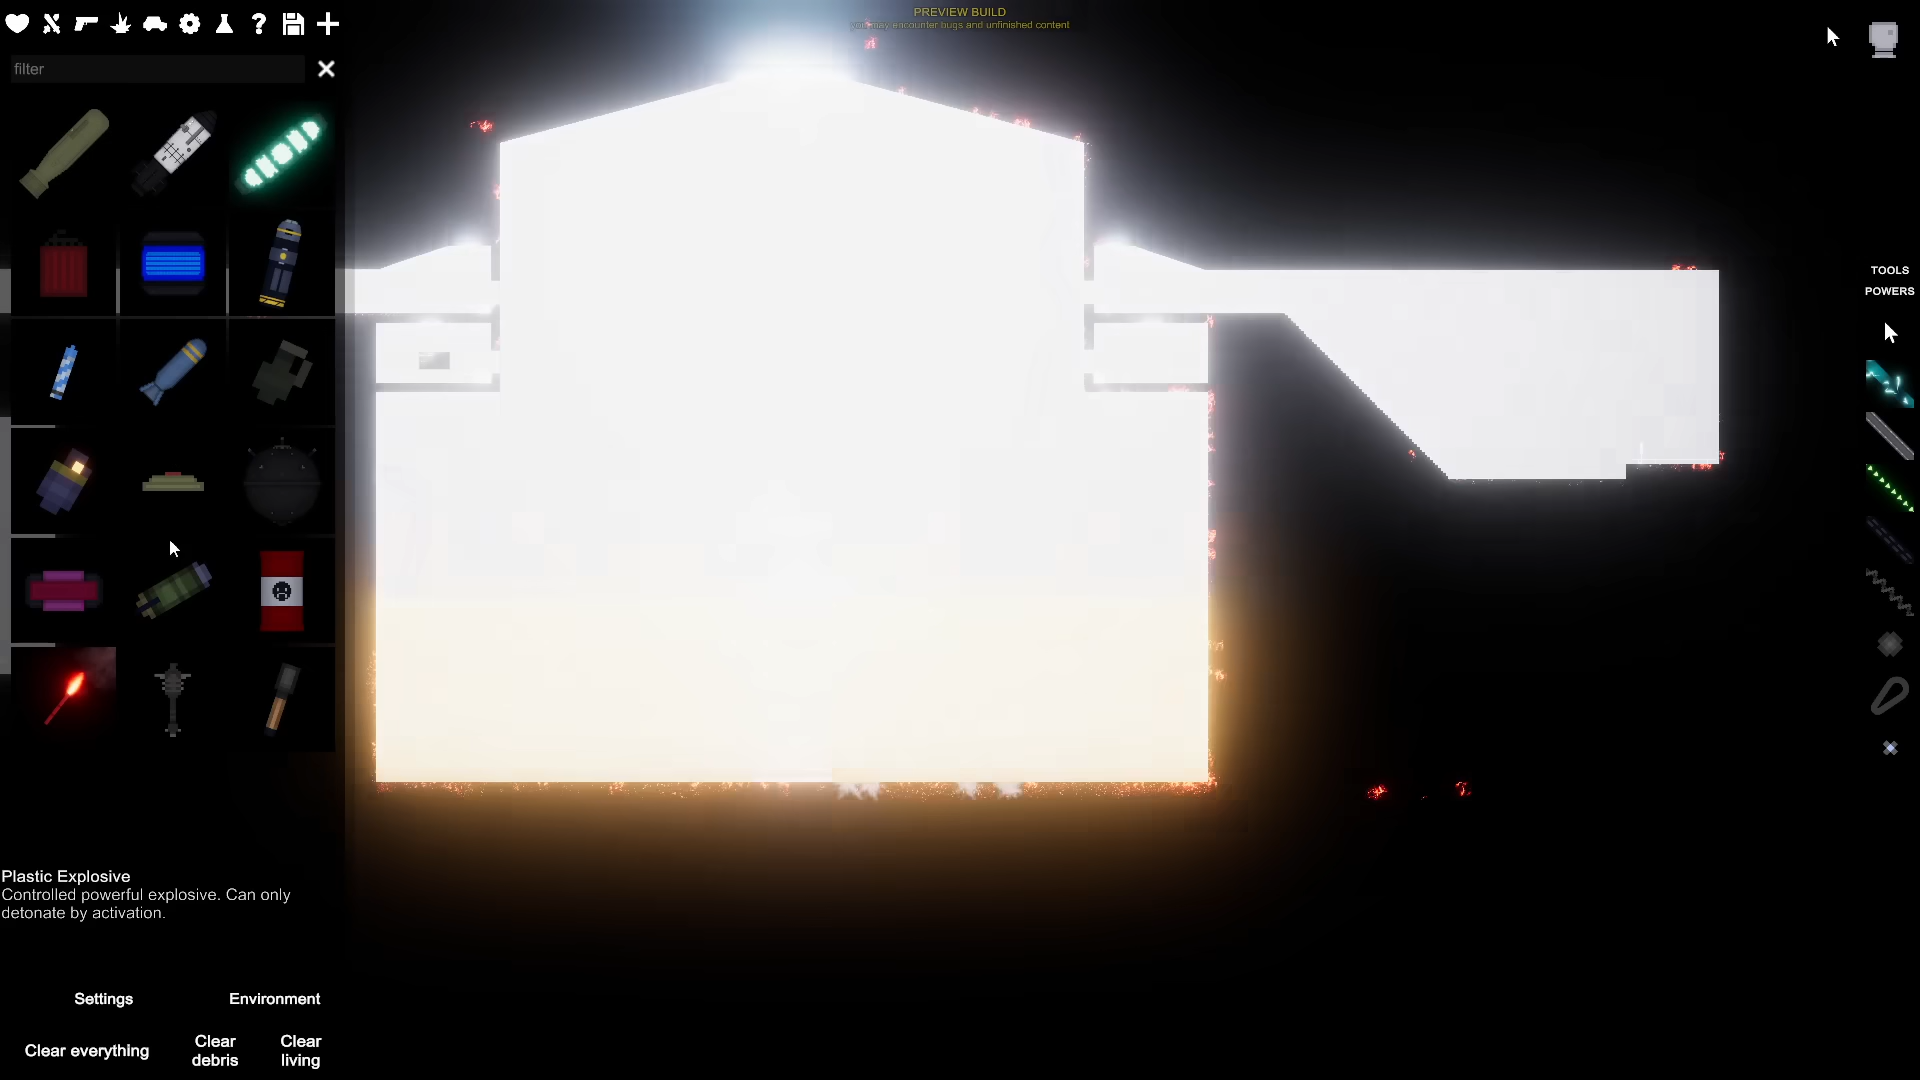 PREVIEW BUILD
you may encounter bugs and unfinished content
filter
TOOLS
POWERS
Plastic Explosive
Controlled powerful explosive. Can only
detonate by activation.
Settings
Environment
Clear everything
Clear
debris
Clear
living